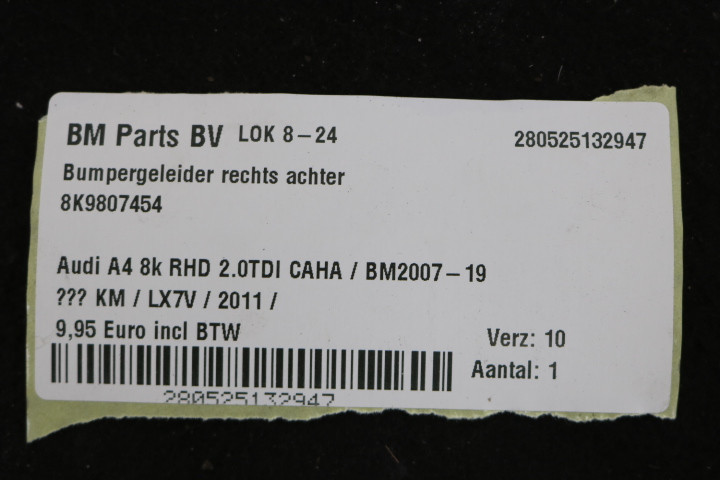 BM Parts BV LOK 8-24 280525132947
Bumpergeleider rechts achter
8K9807454
Audi A4 8k RHD 2.0TDI CAHA / BM2007-19
??? KM / LX7V / 2011 /
9,95 Euro incl BTW
Verz: 10
Aantal: 1
280525132947